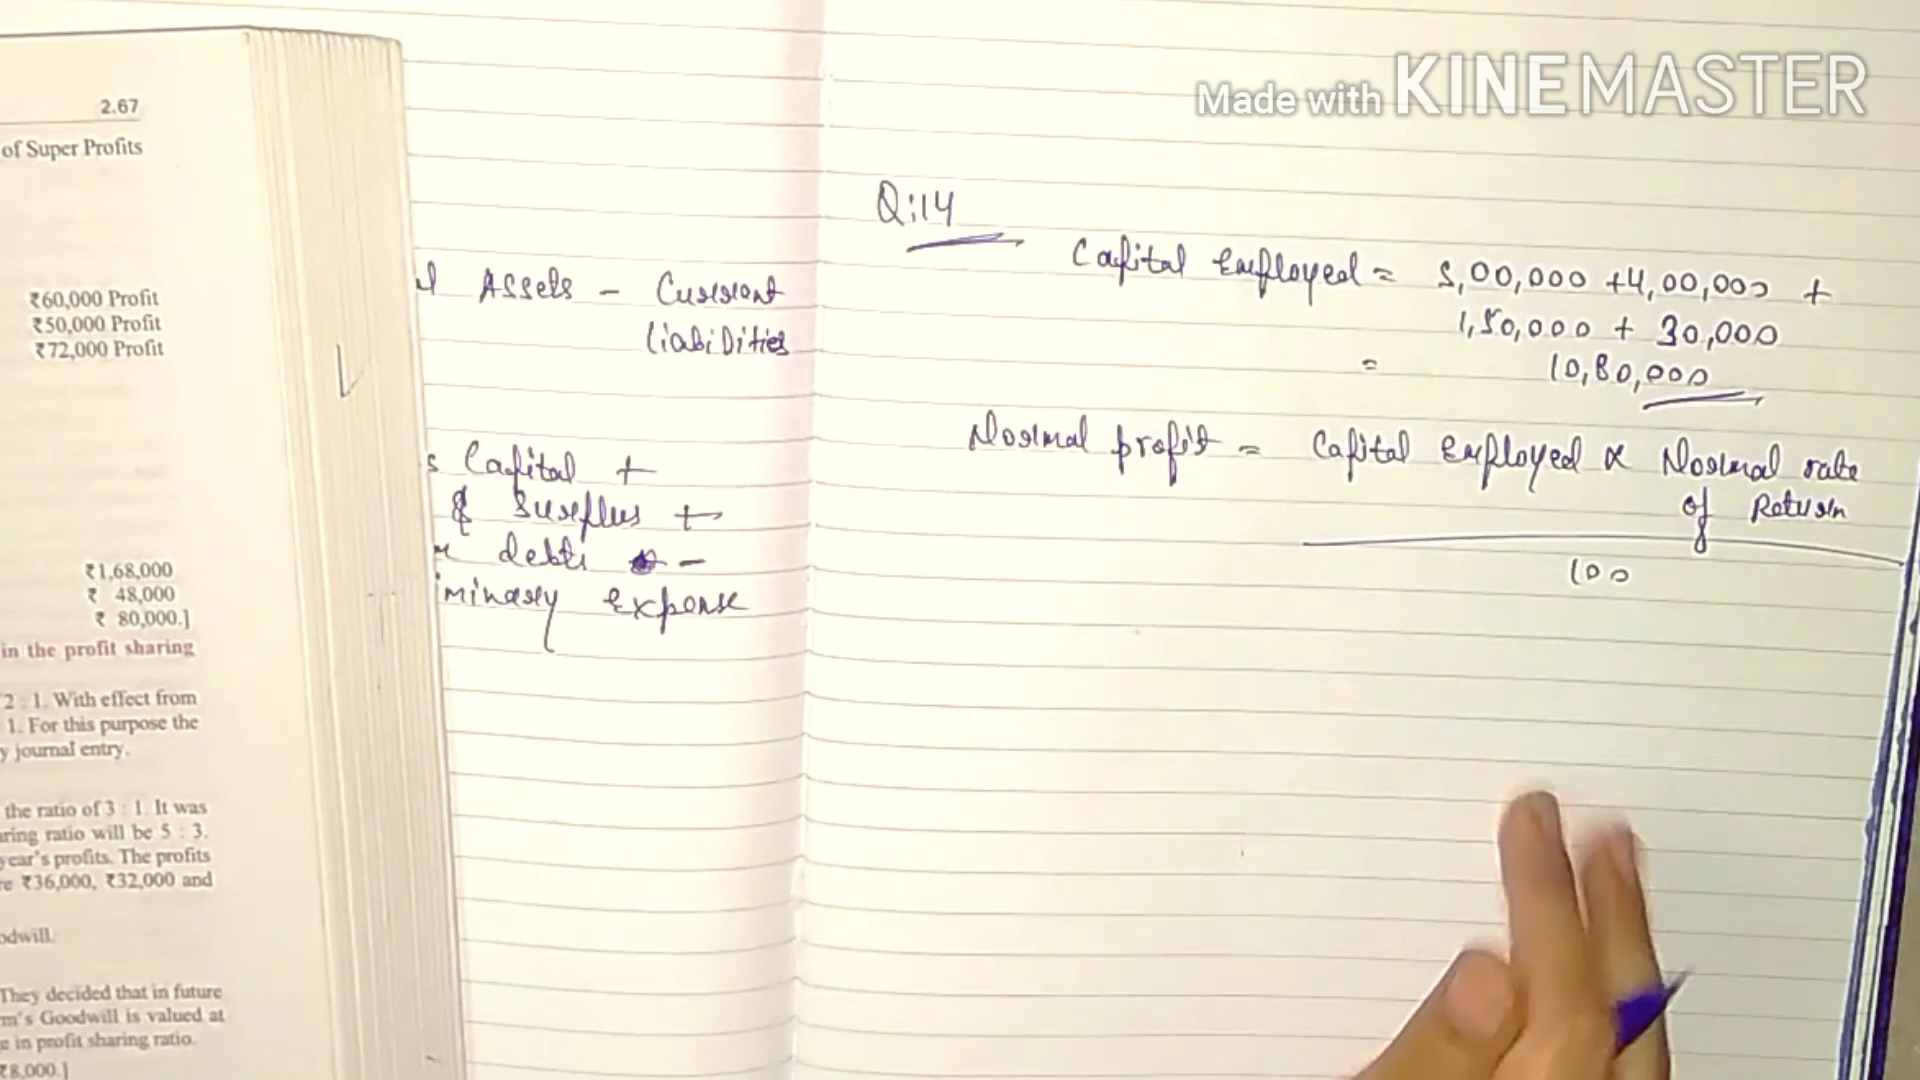 2.67
of Super Profits
₹60,000 Profit
₹50,000 Profit
₹72,000 Profit
₹1,68,000
₹ 48,000
₹ 80,000.]
in the profit sharing
2 : 1. With effect from
1. For this purpose the
y journal entry.
the ratio of 3 : 1. It was
aring ratio will be 5 : 3.
year's profits. The profits
re ₹36,000, ₹32,000 and
odwill.
They decided that in future
m's Goodwill is valued at
e in profit sharing ratio.
₹8,000.]
l Assets - Current
liabilities
s Capital +
& Surplus +
debts -
iminary expense
Made with KINEMASTER
Q:14
Capital Employed = 5,00,000 + 4,00,000 +
1,50,000 + 30,000
= 10,80,000
Normal profit = Capital Employed x Normal rate
of Return
100